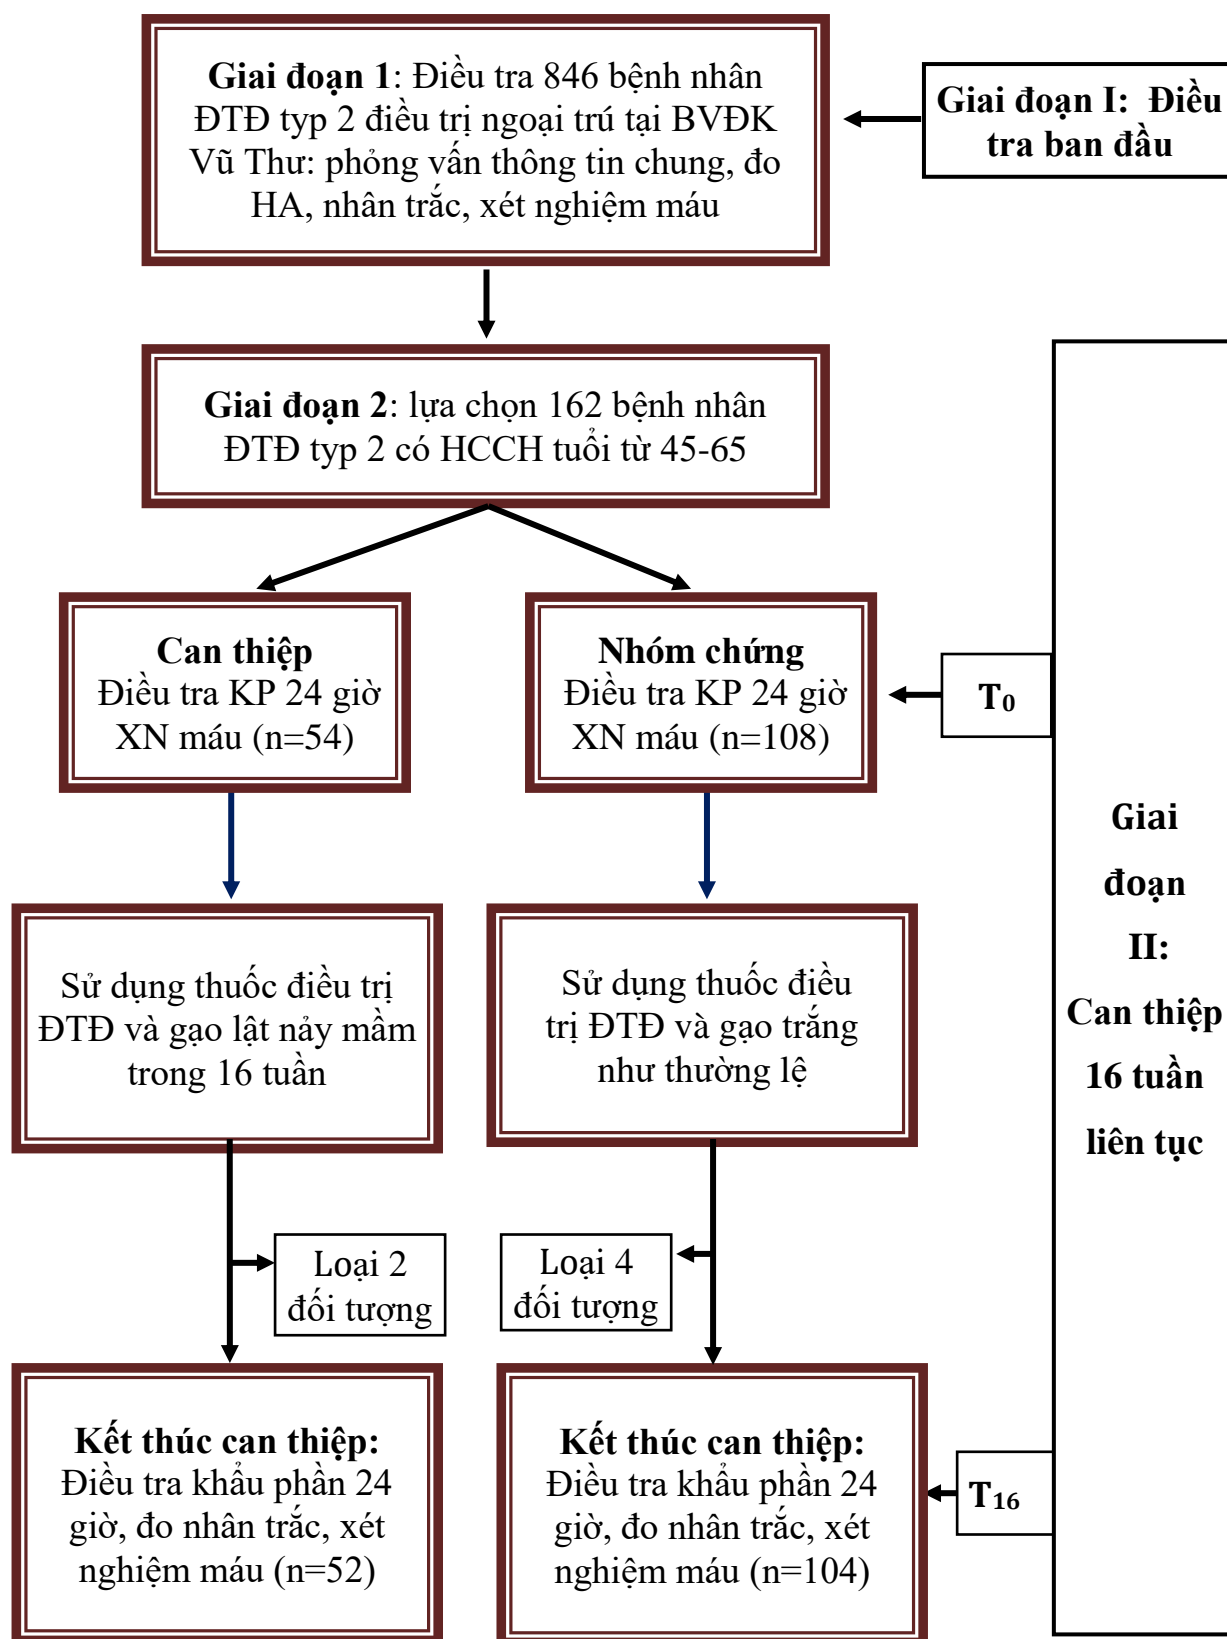 Giai đoạn 1: Điều tra 846 bệnh nhân
ĐTĐ typ 2 điều trị ngoại trú tại BVĐK
Vũ Thư: phỏng vấn thông tin chung, đo
HA, nhân trắc, xét nghiệm máu
Giai đoạn I:  Điều
tra ban đầu
Giai đoạn 2: lựa chọn 162 bệnh nhân
ĐTĐ typ 2 có HCCH tuổi từ 45-65
Can thiệp
Điều tra KP 24 giờ
XN máu (n=54)
Nhóm chứng
Điều tra KP 24 giờ
XN máu (n=108)
T₀
Giai
đoạn
II:
Can thiệp
16 tuần
liên tục
Sử dụng thuốc điều trị
ĐTĐ và gạo lật nảy mầm
trong 16 tuần
Sử dụng thuốc điều
trị ĐTĐ và gạo trắng
như thường lệ
Loại 2
đối tượng
Loại 4
đối tượng
Kết thúc can thiệp:
Điều tra khẩu phần 24
giờ, đo nhân trắc, xét
nghiệm máu (n=52)
Kết thúc can thiệp:
Điều tra khẩu phần 24
giờ, đo nhân trắc, xét
nghiệm máu (n=104)
T₁₆